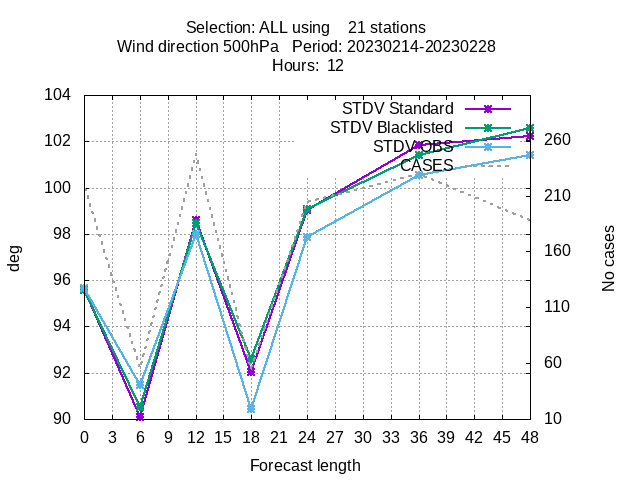 Selection: ALL using 21 stations
Wind direction 500hPa Period: 20230214-20230228
Hours: 12
104
102
100
98
96
94
92
90
deg
STDV Standard
STDV Blacklisted
STDV OBS
CASES
260
210
160
110
60
10
No cases
0 3 6 9 12 15 18 21 24 27 30 33 36 39 42 45 48
Forecast length